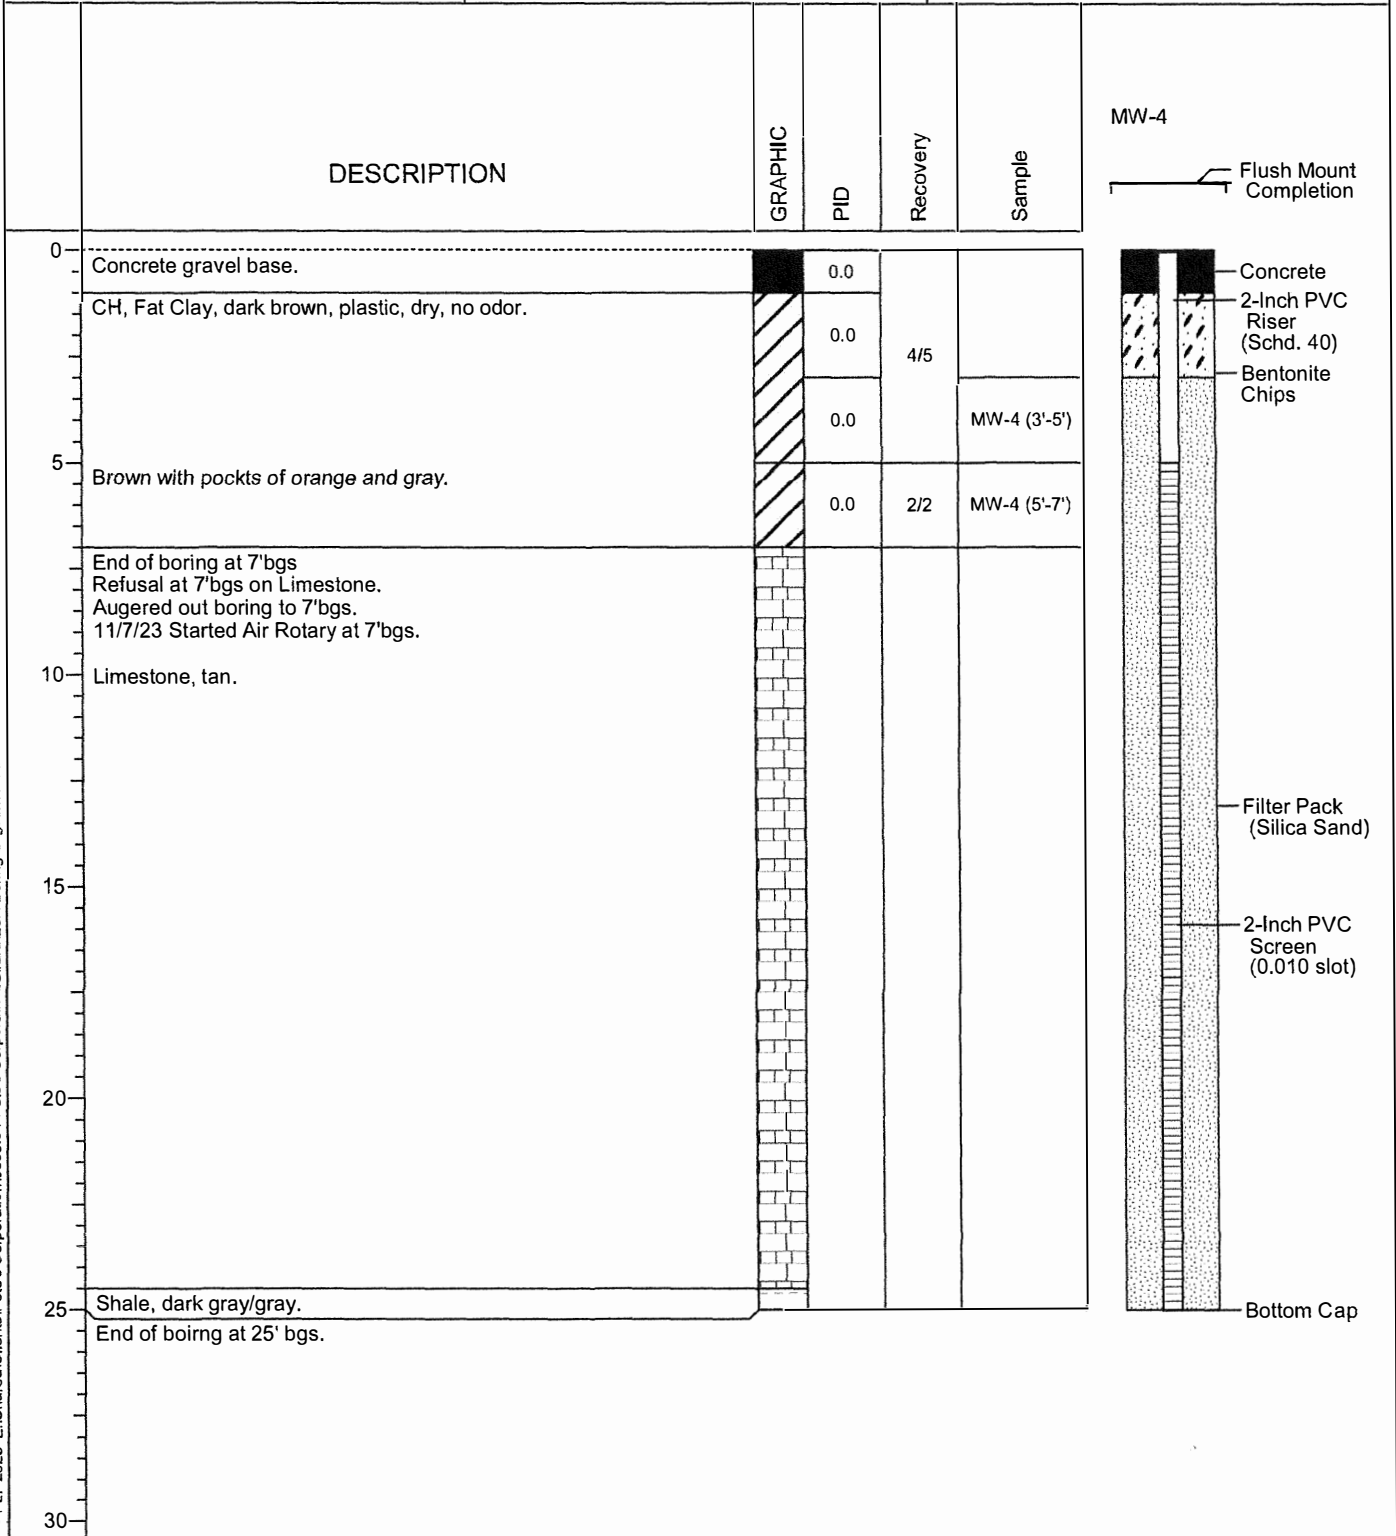 MW-4
DESCRIPTION
GRAPHIC
PID
Recovery
Sample
Flush Mount
Completion
0
Concrete gravel base.
0.0
Concrete
CH, Fat Clay, dark brown, plastic, dry, no odor.
0.0
4/5
2-Inch PVC
Riser
(Schd. 40)
Bentonite
Chips
0.0
MW-4 (3'-5')
5
Brown with pockts of orange and gray.
0.0
2/2
MW-4 (5'-7')
End of boring at 7'bgs
Refusal at 7'bgs on Limestone.
Augered out boring to 7'bgs.
11/7/23 Started Air Rotary at 7'bgs.
10
Limestone, tan.
Filter Pack
(Silica Sand)
15
2-Inch PVC
Screen
(0.010 slot)
20
25
Shale, dark gray/gray.
Bottom Cap
End of boirng at 25' bgs.
30